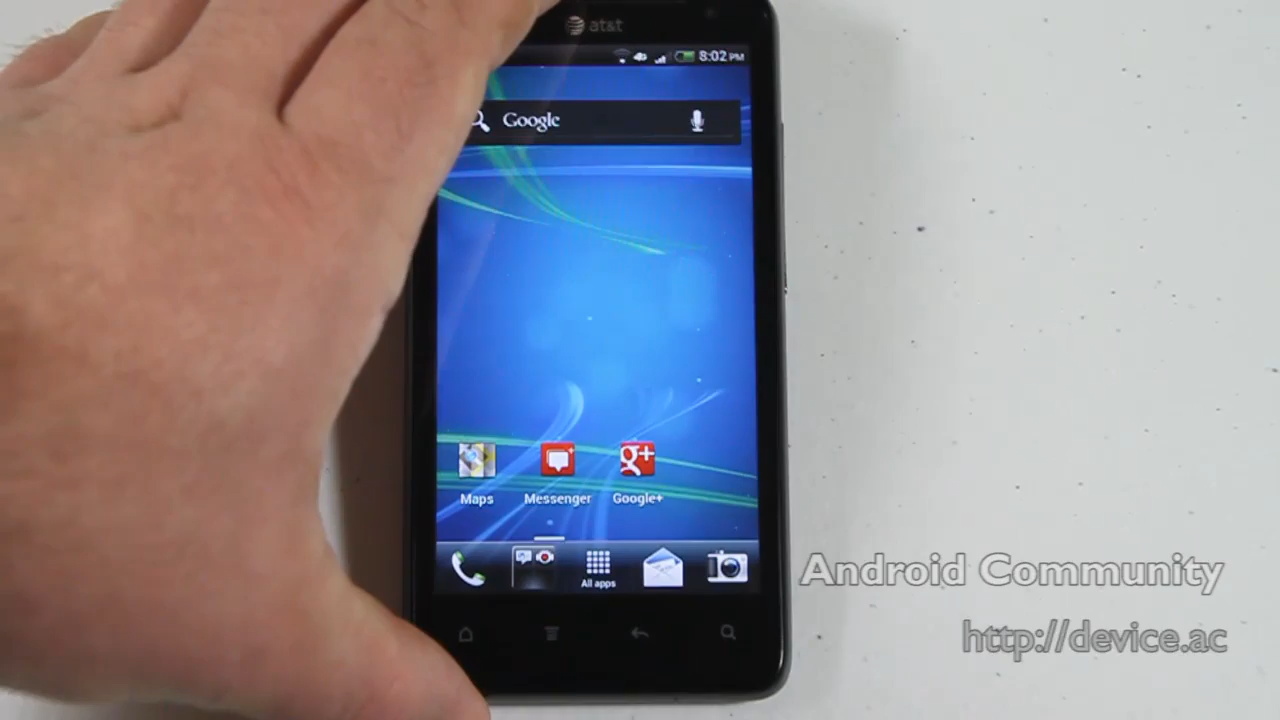 at&t
8:02 PM
Google
Maps
Messenger
Google+
All apps
Android Community
http://device.ac